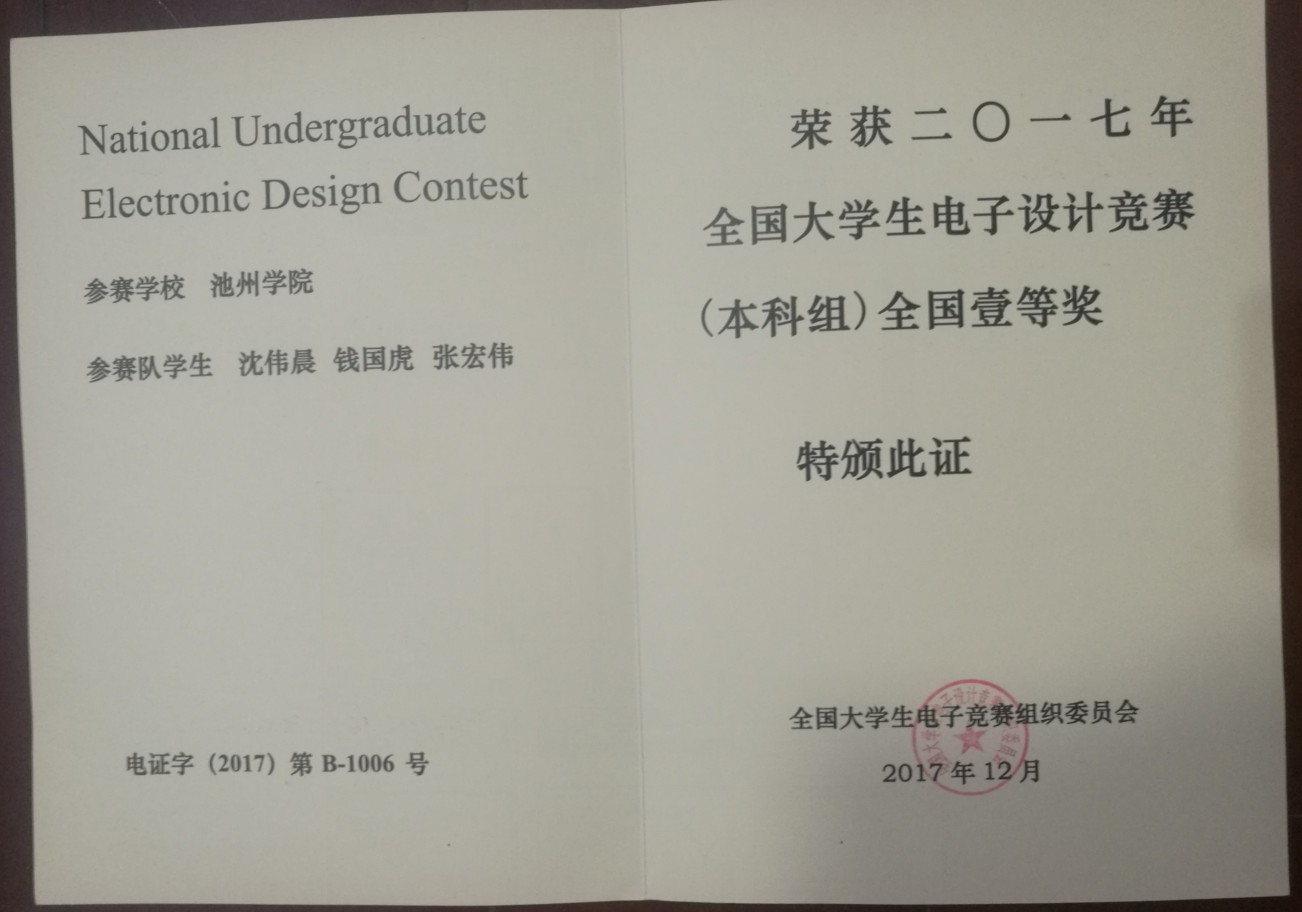 National Undergraduate
Electronic Design Contest
参赛学校 池州学院
参赛队学生 沈伟晨 钱国虎 张宏伟
电证字（2017）第 B-1006 号
荣获二〇一七年
全国大学生电子设计竞赛
（本科组）全国壹等奖
特颁此证
全国大学生电子竞赛组织委员会
2017 年 12 月